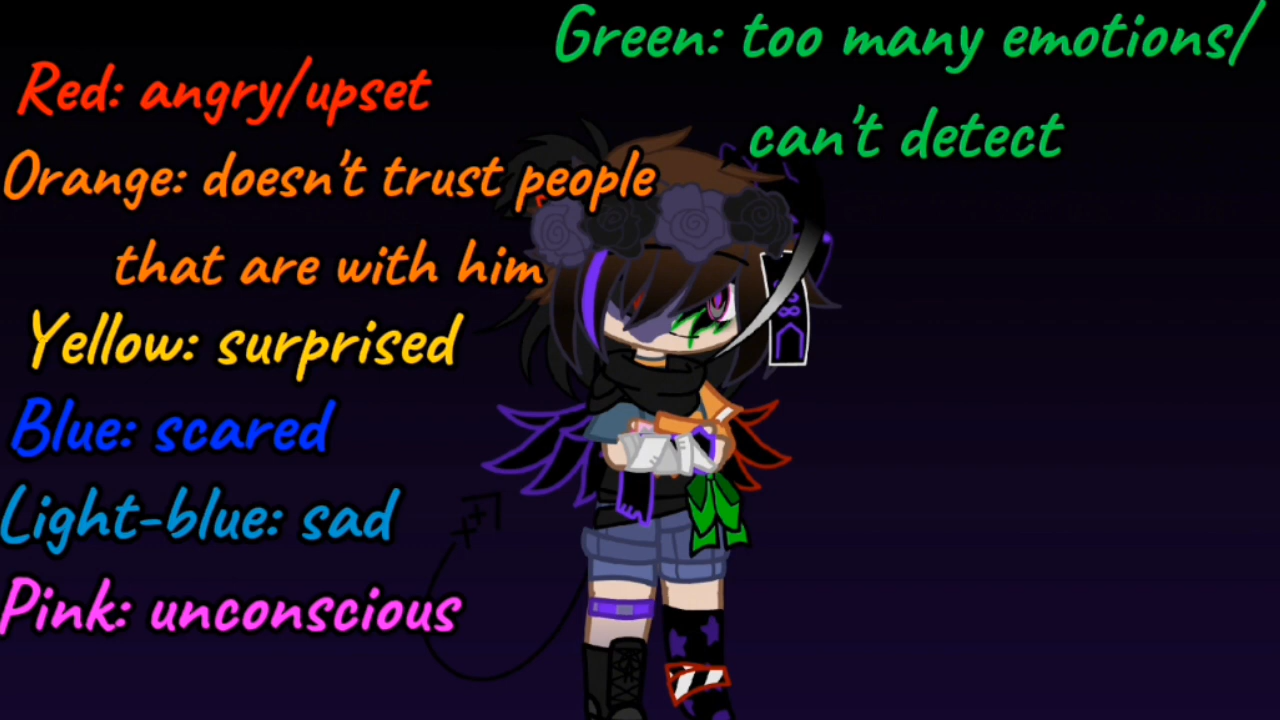 Green: too many emotions/
can't detect
Red: angry/upset
Orange: doesn't trust people
that are with him
Yellow: surprised
Blue: scared
Light-blue: sad
Pink: unconscious